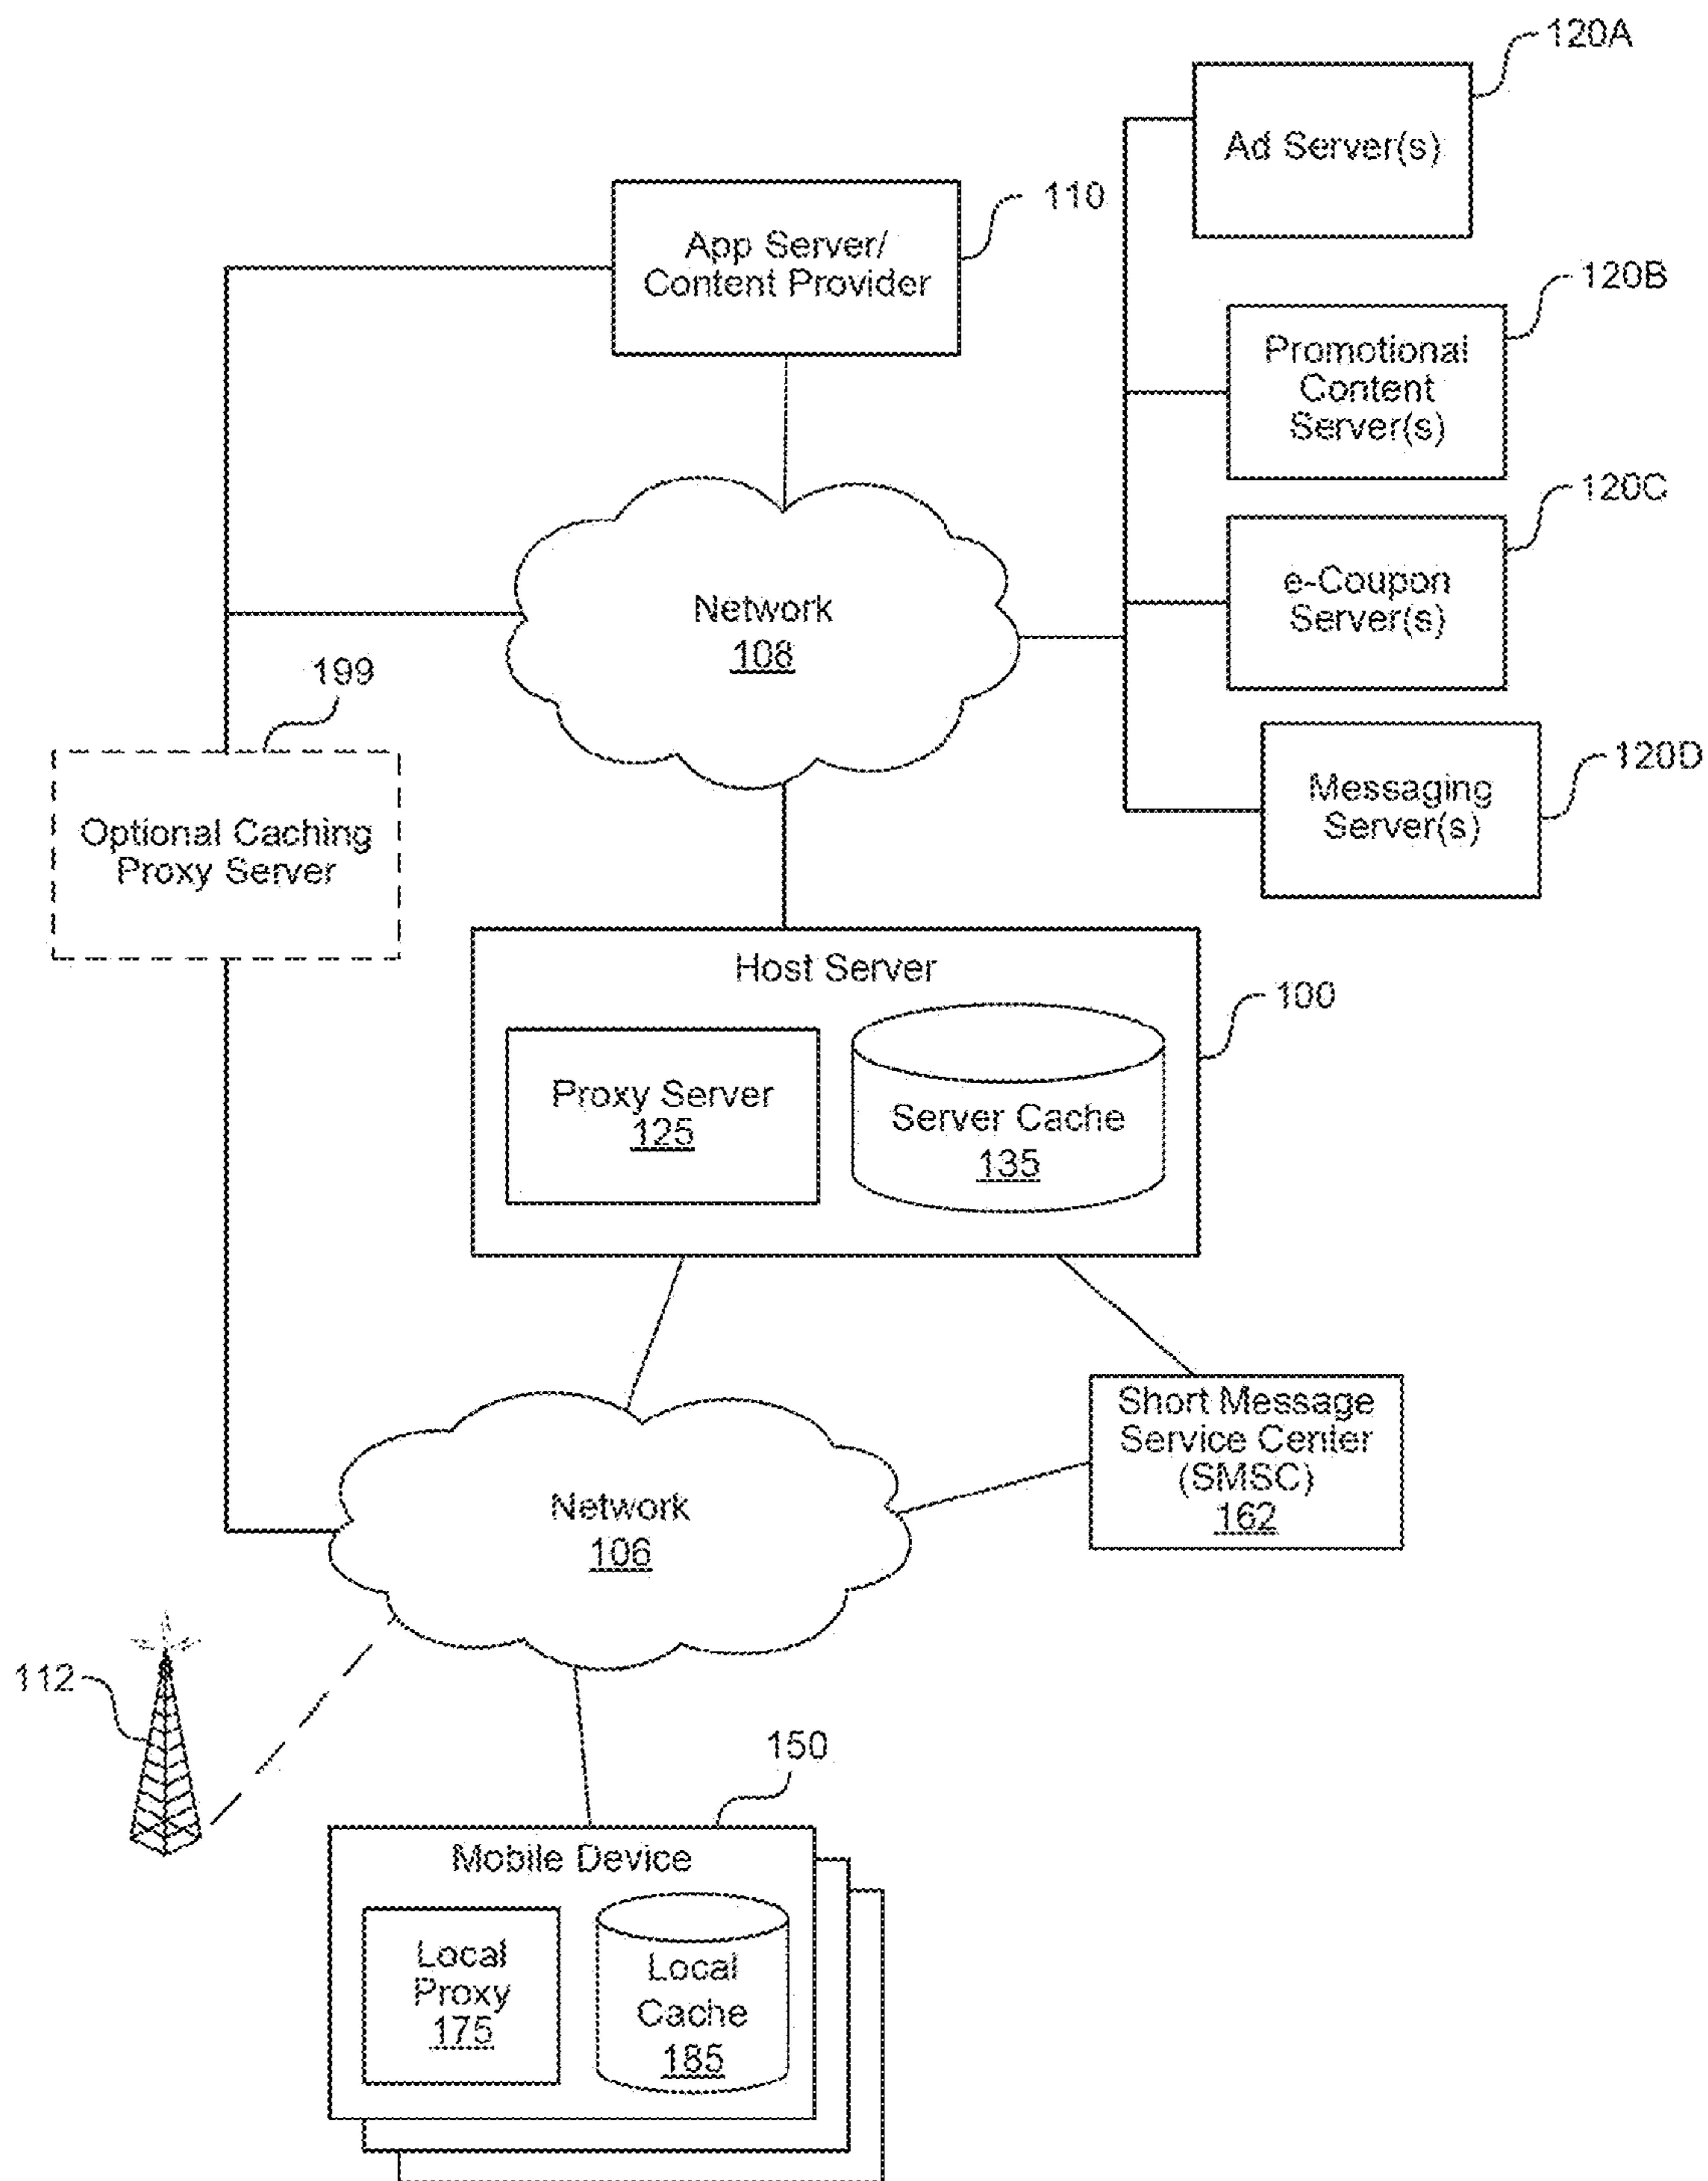 120A
Ad Server(s)
110
App Server/
Content Provider
120B
Promotional
Content
Server(s)
120C
e-Coupon
Server(s)
Network
108
199
120D
Messaging
Server(s)
Optional Caching
Proxy Server
Host Server
100
Proxy Server
125
Server Cache
135
Short Message
Service Center
(SMSC)
162
Network
106
112
150
Mobile Device
Local
Proxy
175
Local
Cache
185